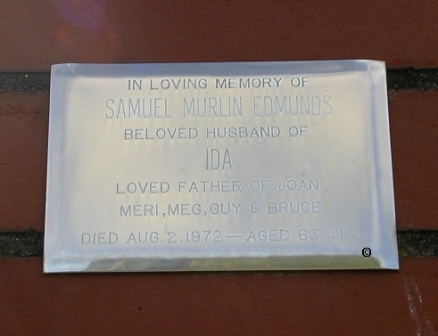 IN LOVING MEMORY OF
SAMUEL MURLIN EDMUNDS
BELOVED HUSBAND OF
IDA
LOVED FATHER OF JOAN,
MERI, MEG, GUY & BRUCE
DIED AUG. 2. 1972 — AGED 63 YRS.
©